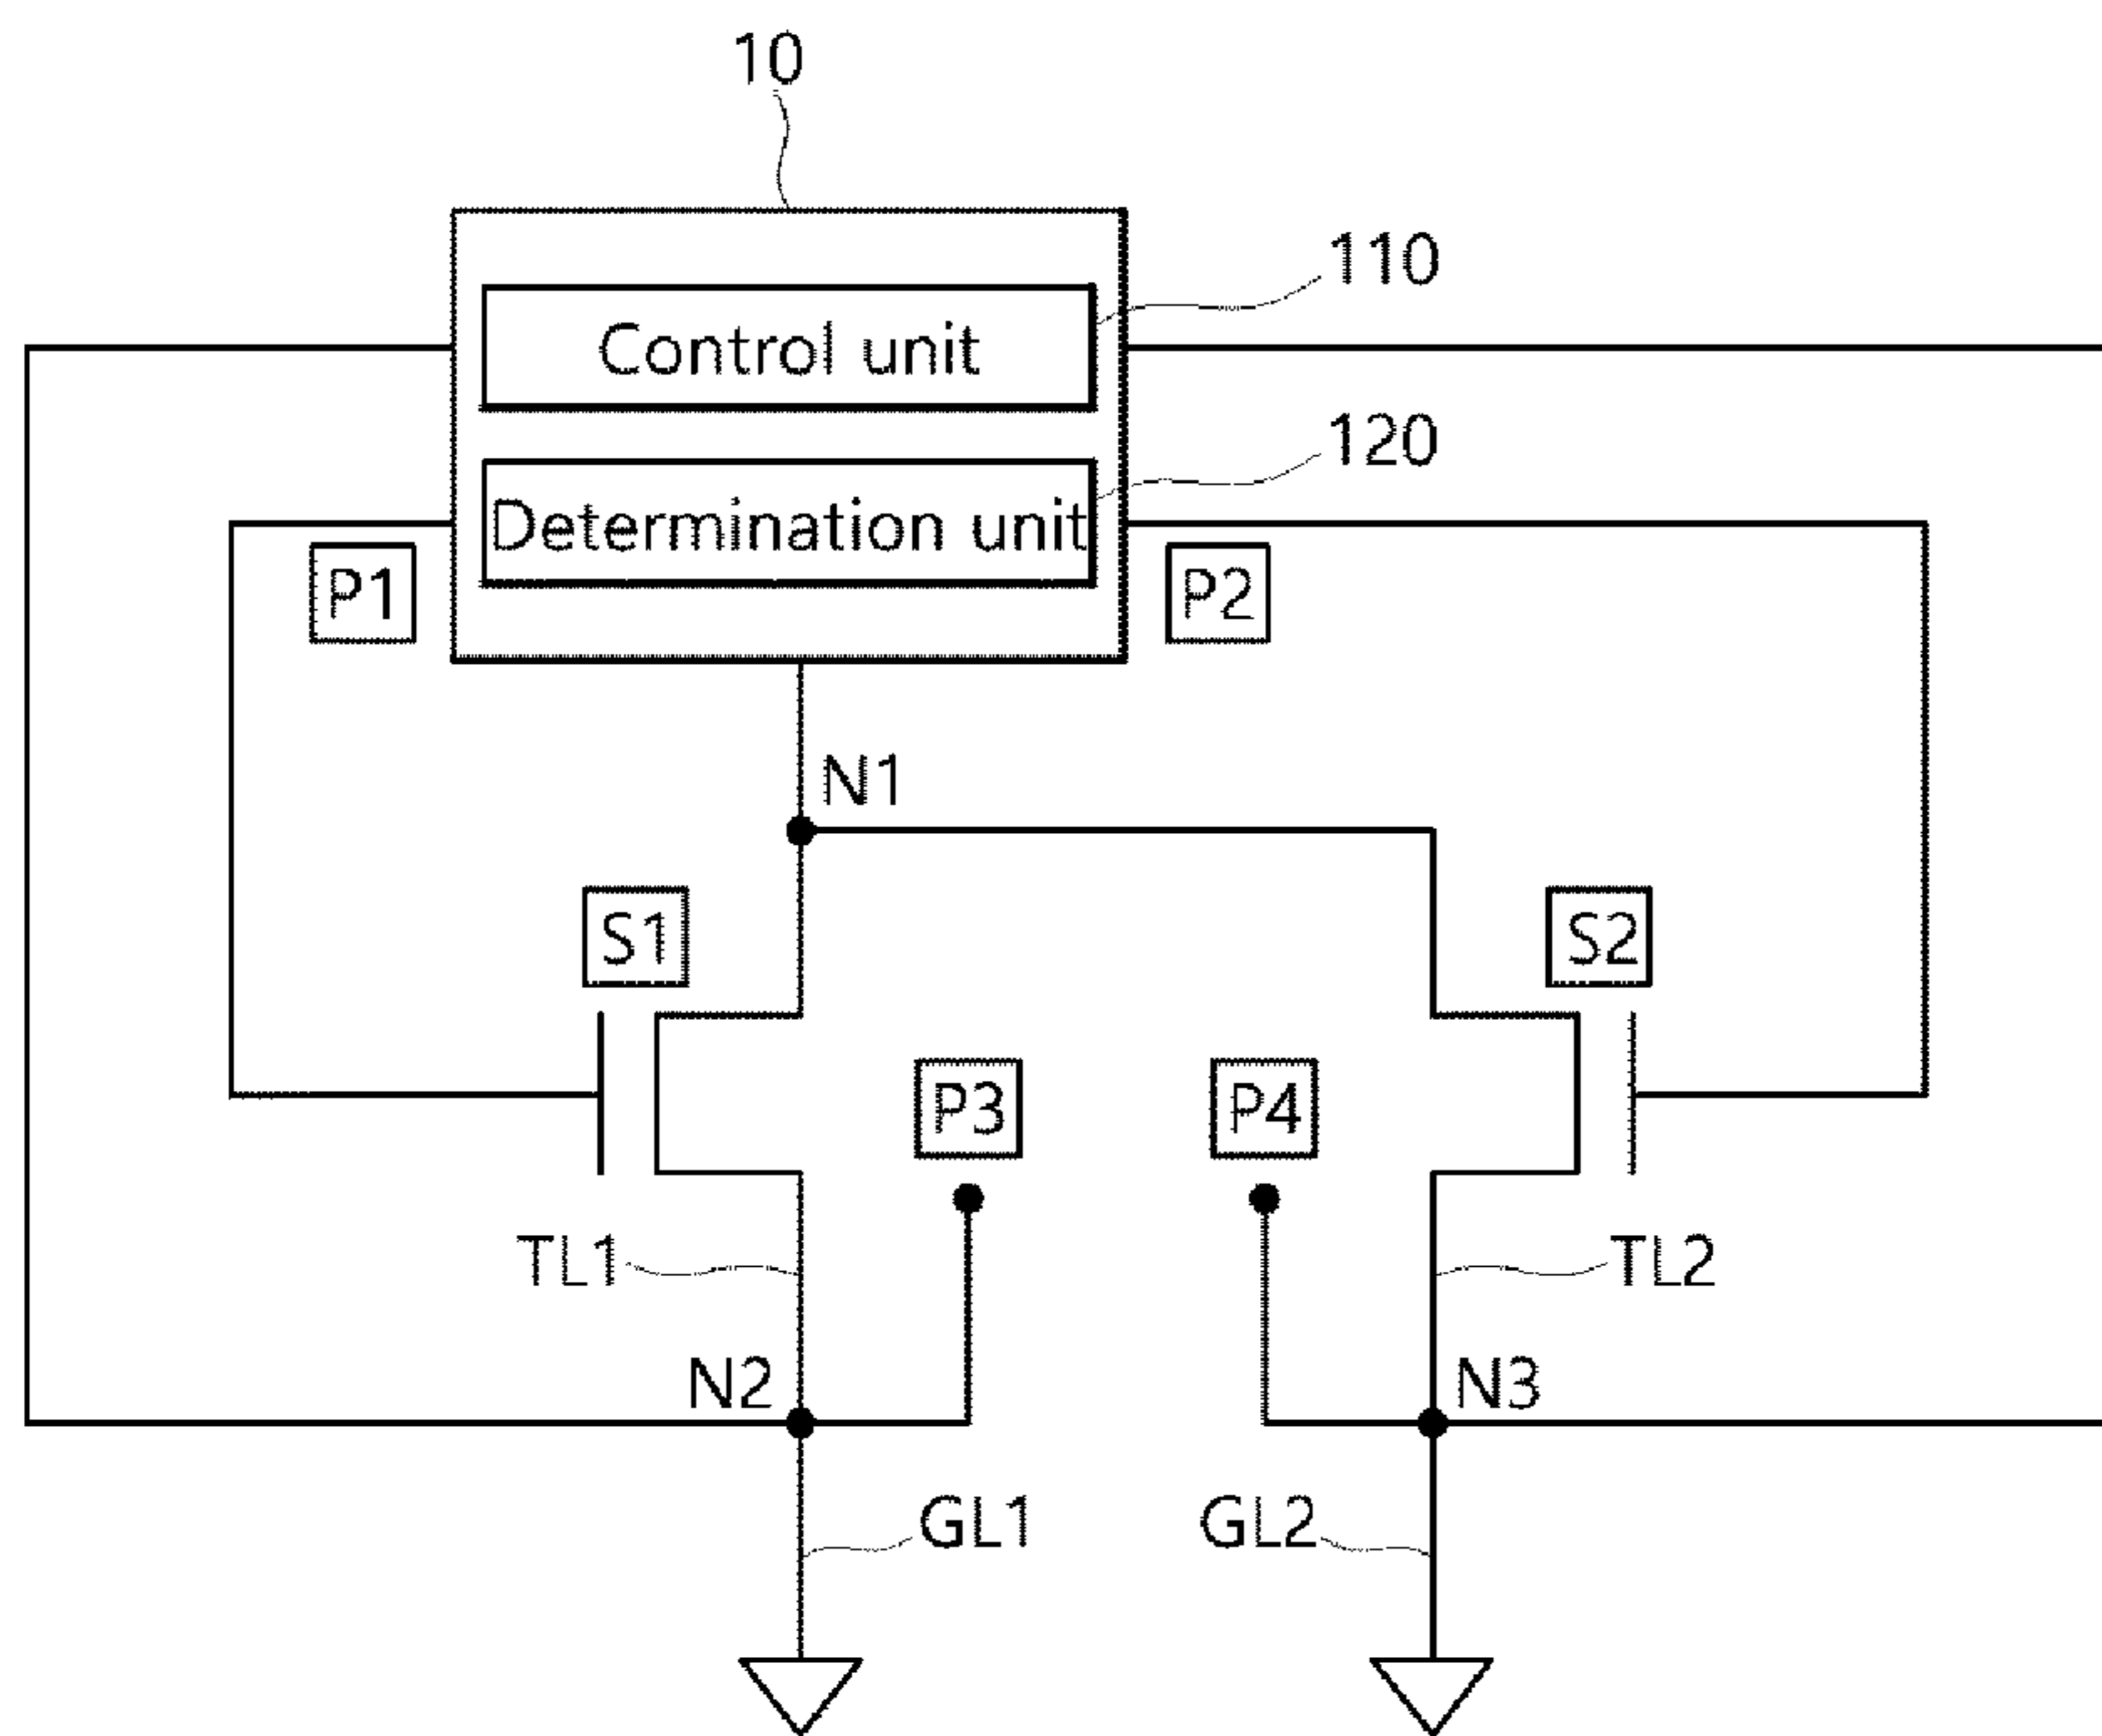 10
110
Control unit
120
Determination unit
P1
P2
N1
S1
S2
P3
P4
TL1
TL2
N2
N3
GL1
GL2